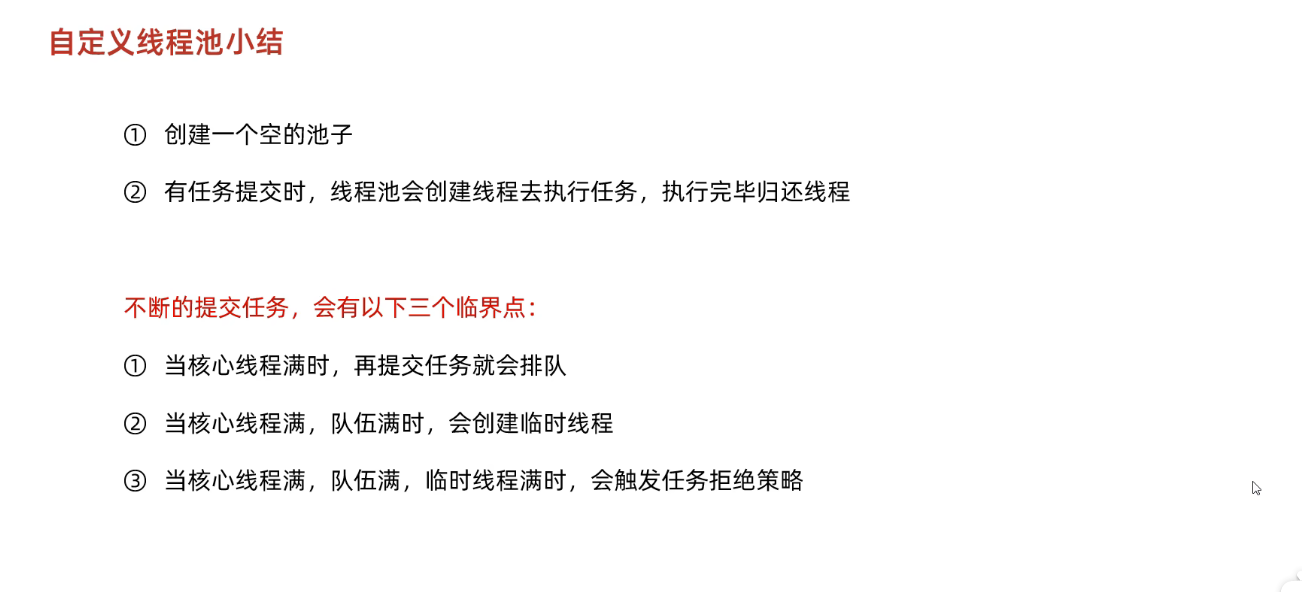 自定义线程池小结
① 创建一个空的池子
② 有任务提交时，线程池会创建线程去执行任务，执行完毕归还线程
不断的提交任务，会有以下三个临界点：
① 当核心线程满时，再提交任务就会排队
② 当核心线程满，队伍满时，会创建临时线程
③ 当核心线程满，队伍满，临时线程满时，会触发任务拒绝策略